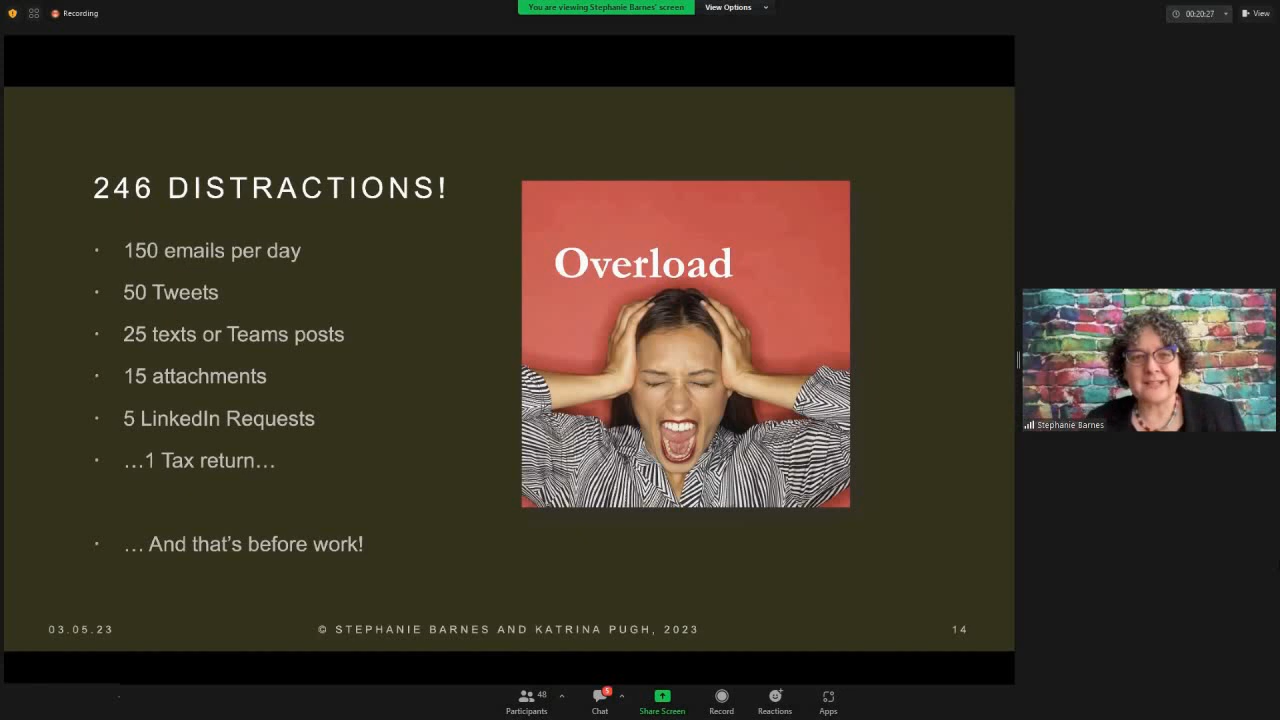 Recording
You are viewing Stephanie Barnes' screen
View Options
00:20:27
View
246 DISTRACTIONS!
· 150 emails per day
· 50 Tweets
· 25 texts or Teams posts
· 15 attachments
· 5 LinkedIn Requests
· …1 Tax return…
· … And that’s before work!
Overload
Stephanie Barnes
03.05.23
© STEPHANIE BARNES AND KATRINA PUGH, 2023
14
48
5
Participants
Chat
Share Screen
Record
Reactions
Apps